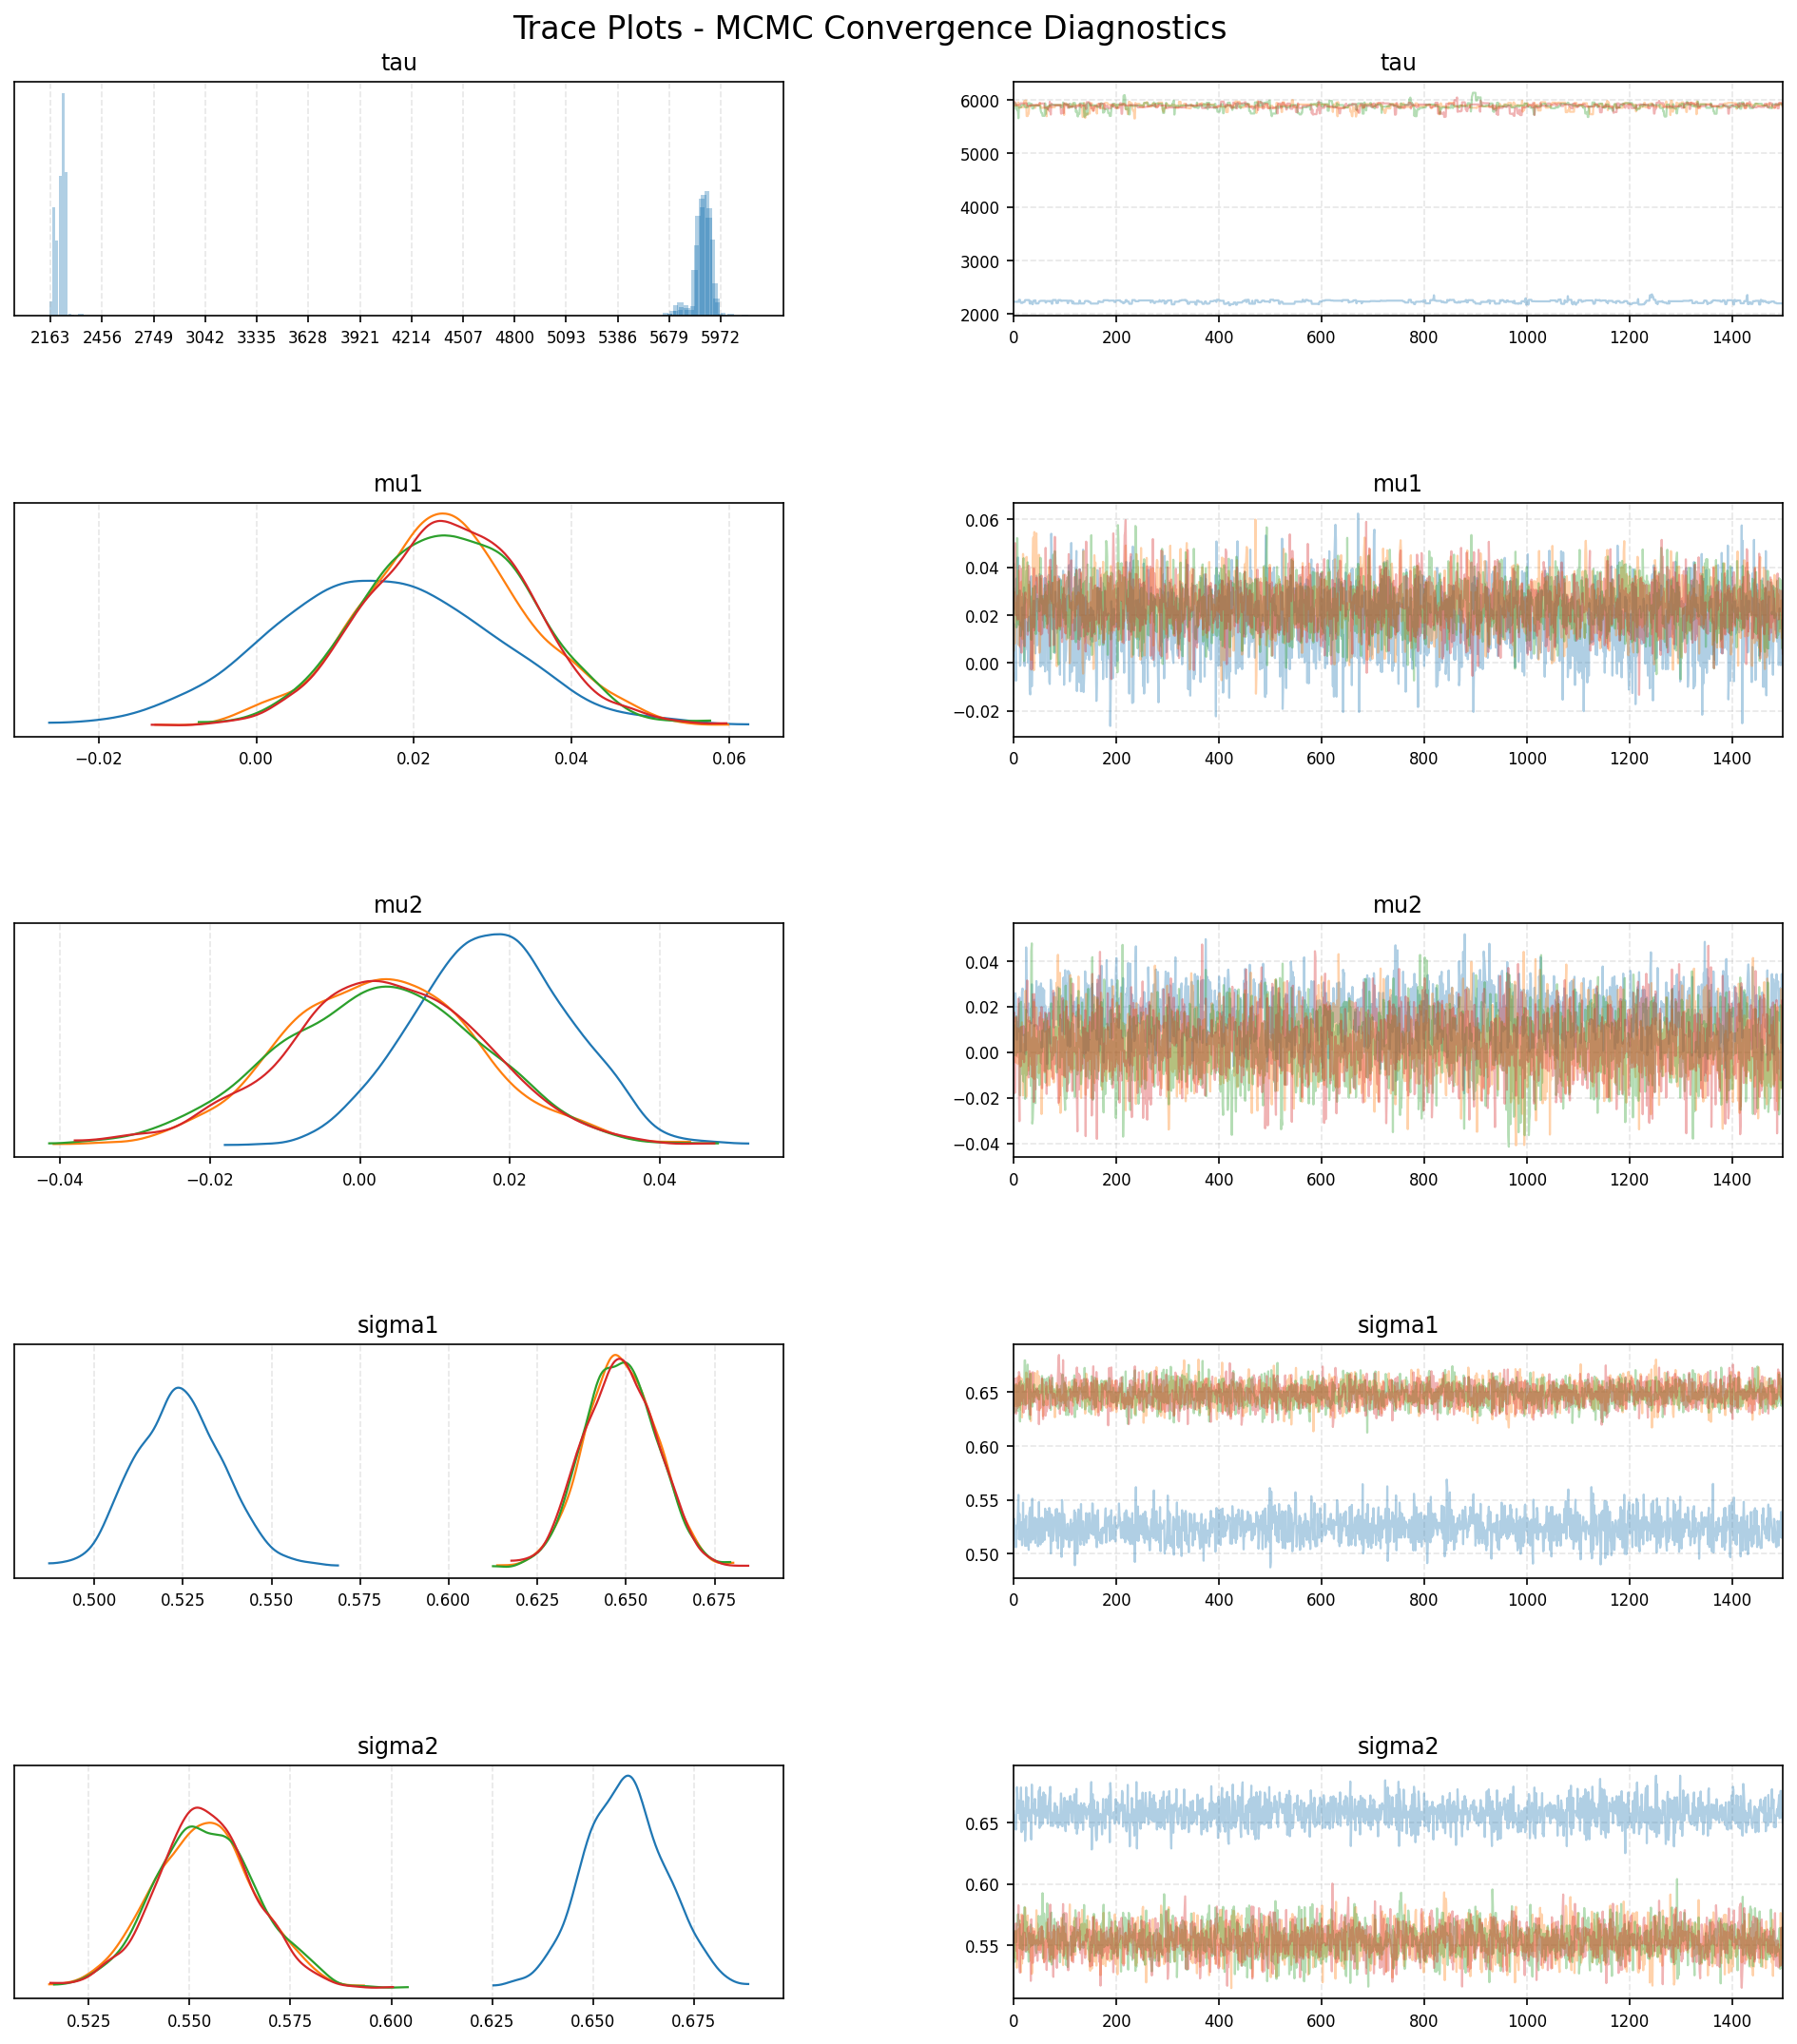 Trace Plots - MCMC Convergence Diagnostics
tau
2163 2456 2749 3042 3335 3628 3921 4214 4507 4800 5093 5386 5679 5972
tau
6000
5000
4000
3000
2000
0 200 400 600 800 1000 1200 1400
mu1
−0.02 0.00 0.02 0.04 0.06
mu1
0.06
0.04
0.02
0.00
−0.02
0 200 400 600 800 1000 1200 1400
mu2
−0.04 −0.02 0.00 0.02 0.04
mu2
0.04
0.02
0.00
−0.02
−0.04
0 200 400 600 800 1000 1200 1400
sigma1
0.500 0.525 0.550 0.575 0.600 0.625 0.650 0.675
sigma1
0.65
0.60
0.55
0.50
0 200 400 600 800 1000 1200 1400
sigma2
0.525 0.550 0.575 0.600 0.625 0.650 0.675
sigma2
0.65
0.60
0.55
0 200 400 600 800 1000 1200 1400